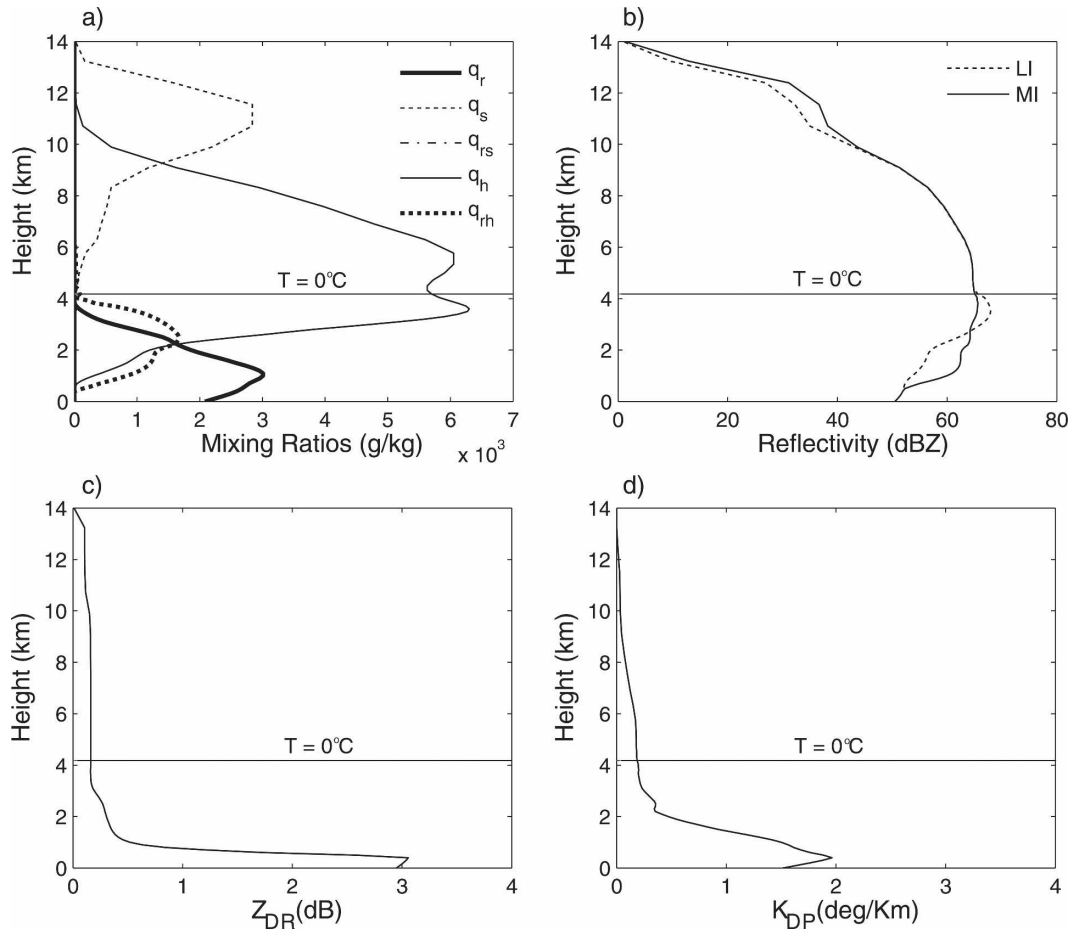 a)
14
12
10
8
6
4
2
0
Height (km)
q_r
q_s
q_rs
q_h
q_rh
T = 0°C
0 1 2 3 4 5 6 7
Mixing Ratios (g/kg)
x 10^3
b)
14
12
10
8
6
4
2
0
Height (km)
LI
MI
T = 0°C
0 20 40 60 80
Reflectivity (dBZ)
c)
14
12
10
8
6
4
2
0
Height (km)
T = 0°C
0 1 2 3 4
Z_DR(dB)
d)
14
12
10
8
6
4
2
0
Height (km)
T = 0°C
0 1 2 3 4
K_DP(deg/Km)